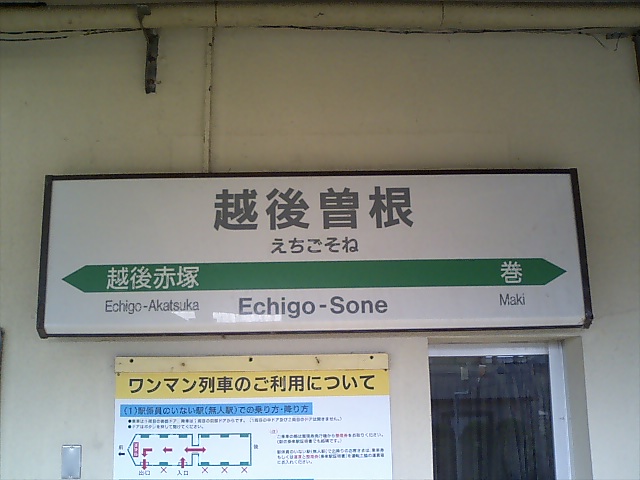 越後曽根
えちごそね
越後赤塚
巻
Echigo-Akatsuka
Echigo-Sone
Maki
ワンマン列車のご利用について
(1)駅係員のいない駅(無人駅)での乗り方・降り方
前
後
出口
入口